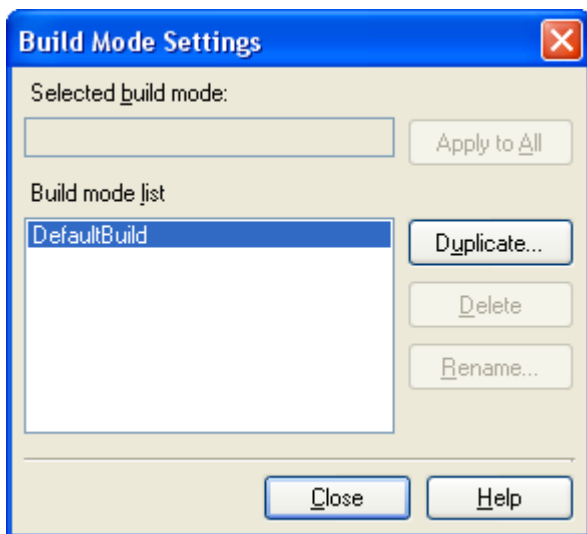 Build Mode Settings
Selected build mode:
Apply to All
Build mode list
DefaultBuild
Duplicate...
Delete
Rename...
Close
Help